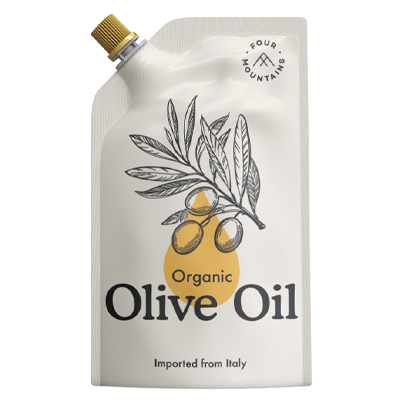 FOUR
MOUNTAINS
Organic
Olive Oil
Imported from Italy